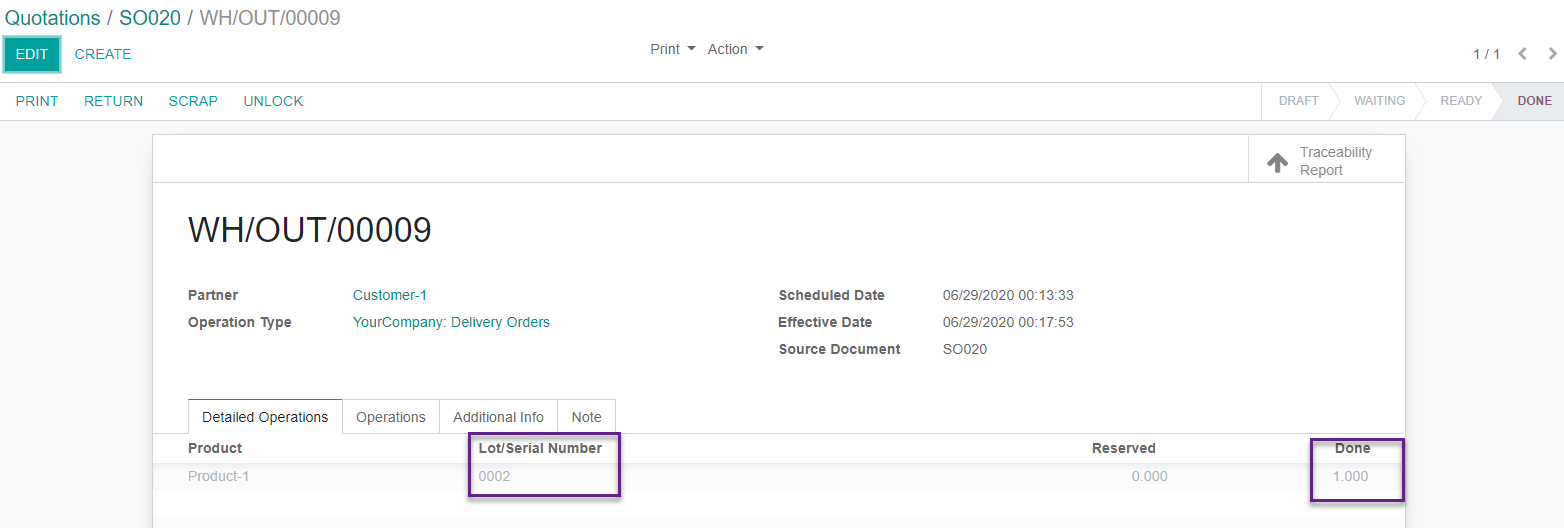 Quotations / SO020 / WH/OUT/00009
EDIT CREATE Print Action 1 / 1
PRINT RETURN SCRAP UNLOCK DRAFT WAITING READY DONE
Traceability
Report
WH/OUT/00009
Partner Customer-1 Scheduled Date 06/29/2020 00:13:33
Operation Type YourCompany: Delivery Orders Effective Date 06/29/2020 00:17:53
Source Document SO020
Detailed Operations Operations Additional Info Note
Product Lot/Serial Number Reserved Done
Product-1 0002 0.000 1.000